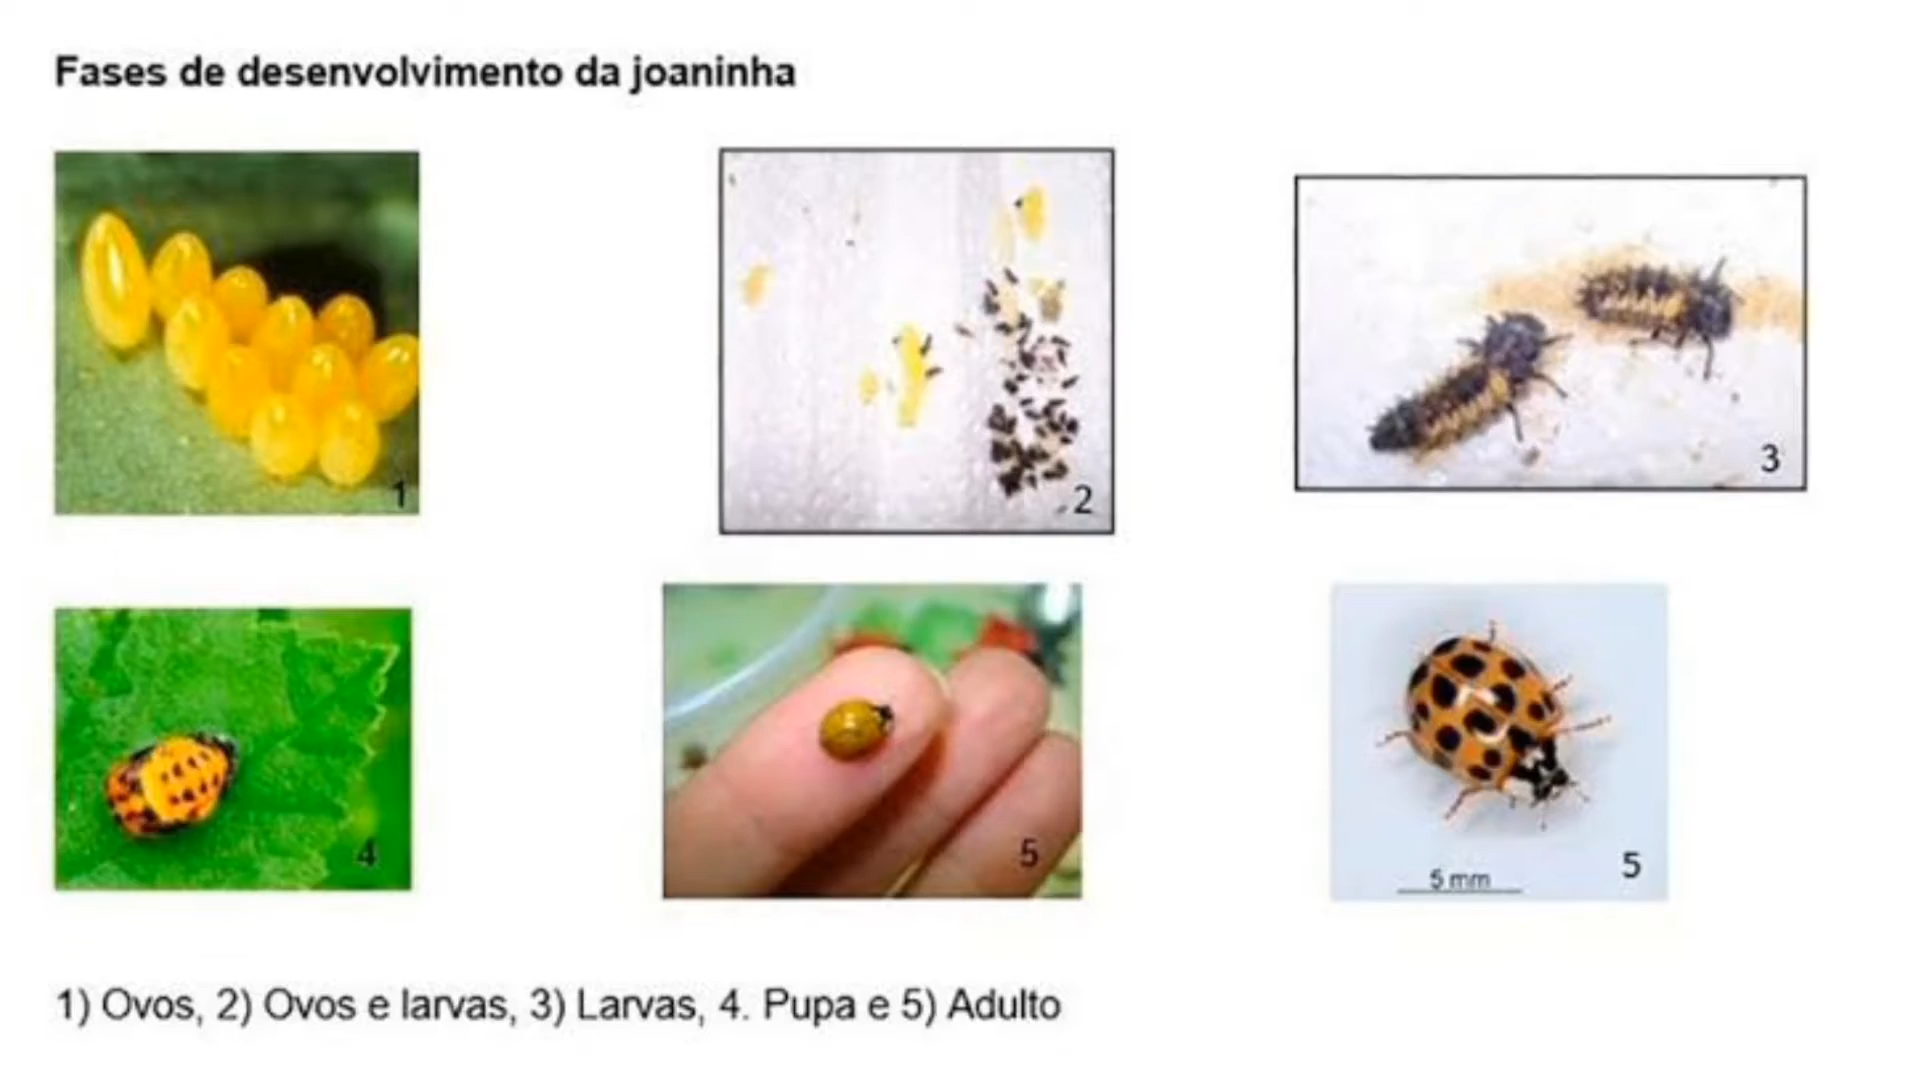 Fases de desenvolvimento da joaninha
1
2
3
4
5
5 mm
5
1) Ovos, 2) Ovos e larvas, 3) Larvas, 4. Pupa e 5) Adulto